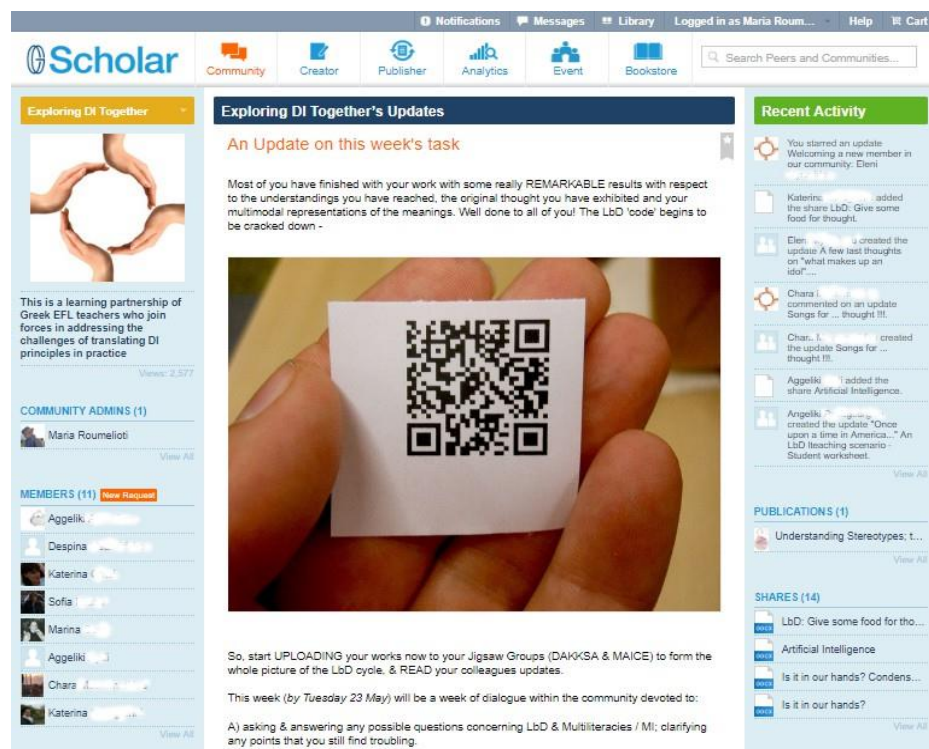 Notifications Messages Library Logged in as Maria Roum... Help Cart
Scholar
Community Creator Publisher Analytics Event Bookstore
Search Peers and Communities...
Exploring DI Together
This is a learning partnership of
Greek EFL teachers who join
forces in addressing the
challenges of translating DI
principles in practice
Views: 2,577
COMMUNITY ADMINS (1)
Maria Roumelioti
View All
MEMBERS (11) New Request
Aggelik
Despina
Katerina
Sofia
Marina
Aggeliki
Chara
Katerina
View All
Exploring DI Together's Updates
An Update on this week's task
Most of you have finished with your work with some really REMARKABLE results with respect
to the understandings you have reached, the original thought you have exhibited and your
multimodal representations of the meanings. Well done to all of you! The LbD 'code' begins to
be cracked down -
So, start UPLOADING your works now to your Jigsaw Groups (DAKKSA & MAICE) to form the
whole picture of the LbD cycle, & READ your colleagues updates.
This week (by Tuesday 23 May) will be a week of dialogue within the community devoted to:
A) asking & answering any possible questions concerning LbD & Multiliteracies / MI; clarifying
any points that you still find troubling.
Recent Activity
You starred an update
Welcoming a new member in
our community: Eleni
Katerina added
the share LbD: Give some
food for thought.
Elen created the
update A few last thoughts
on "what makes up an
idol"....
Chara
commented on an update
Songs for ... thought !!!.
Char.. created
the update Songs for ...
thought !!!.
Aggeliki added the
share Artificial Intelligence.
Angeliki
created the update "Once
upon a time in America..." An
LbD lteaching scenario -
Student worksheet.
View All
PUBLICATIONS (1)
Understanding Stereotypes; t...
View All
SHARES (14)
LbD: Give some food for tho...
Artificial Intelligence
Is it in our hands? Condens...
Is it in our hands?
View All